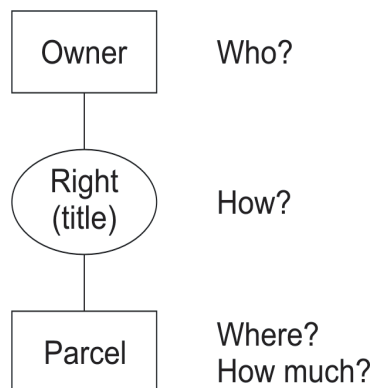 Owner Who?
Right
(title)
How?
Parcel
Where?
How much?